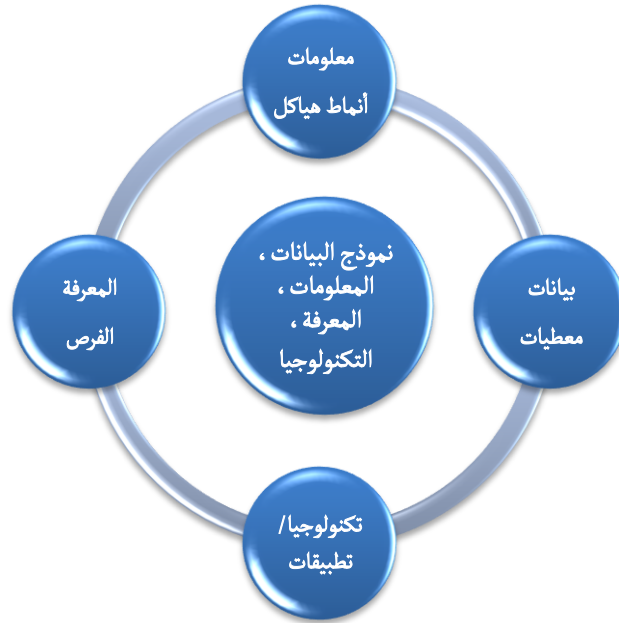 معلومات
أنماط هياكل
نموذج البيانات ،
المعلومات ،
المعرفة ،
التكنولوجيا
بيانات
معطيات
المعرفة
الفرص
تكنولوجيا/
تطبيقات